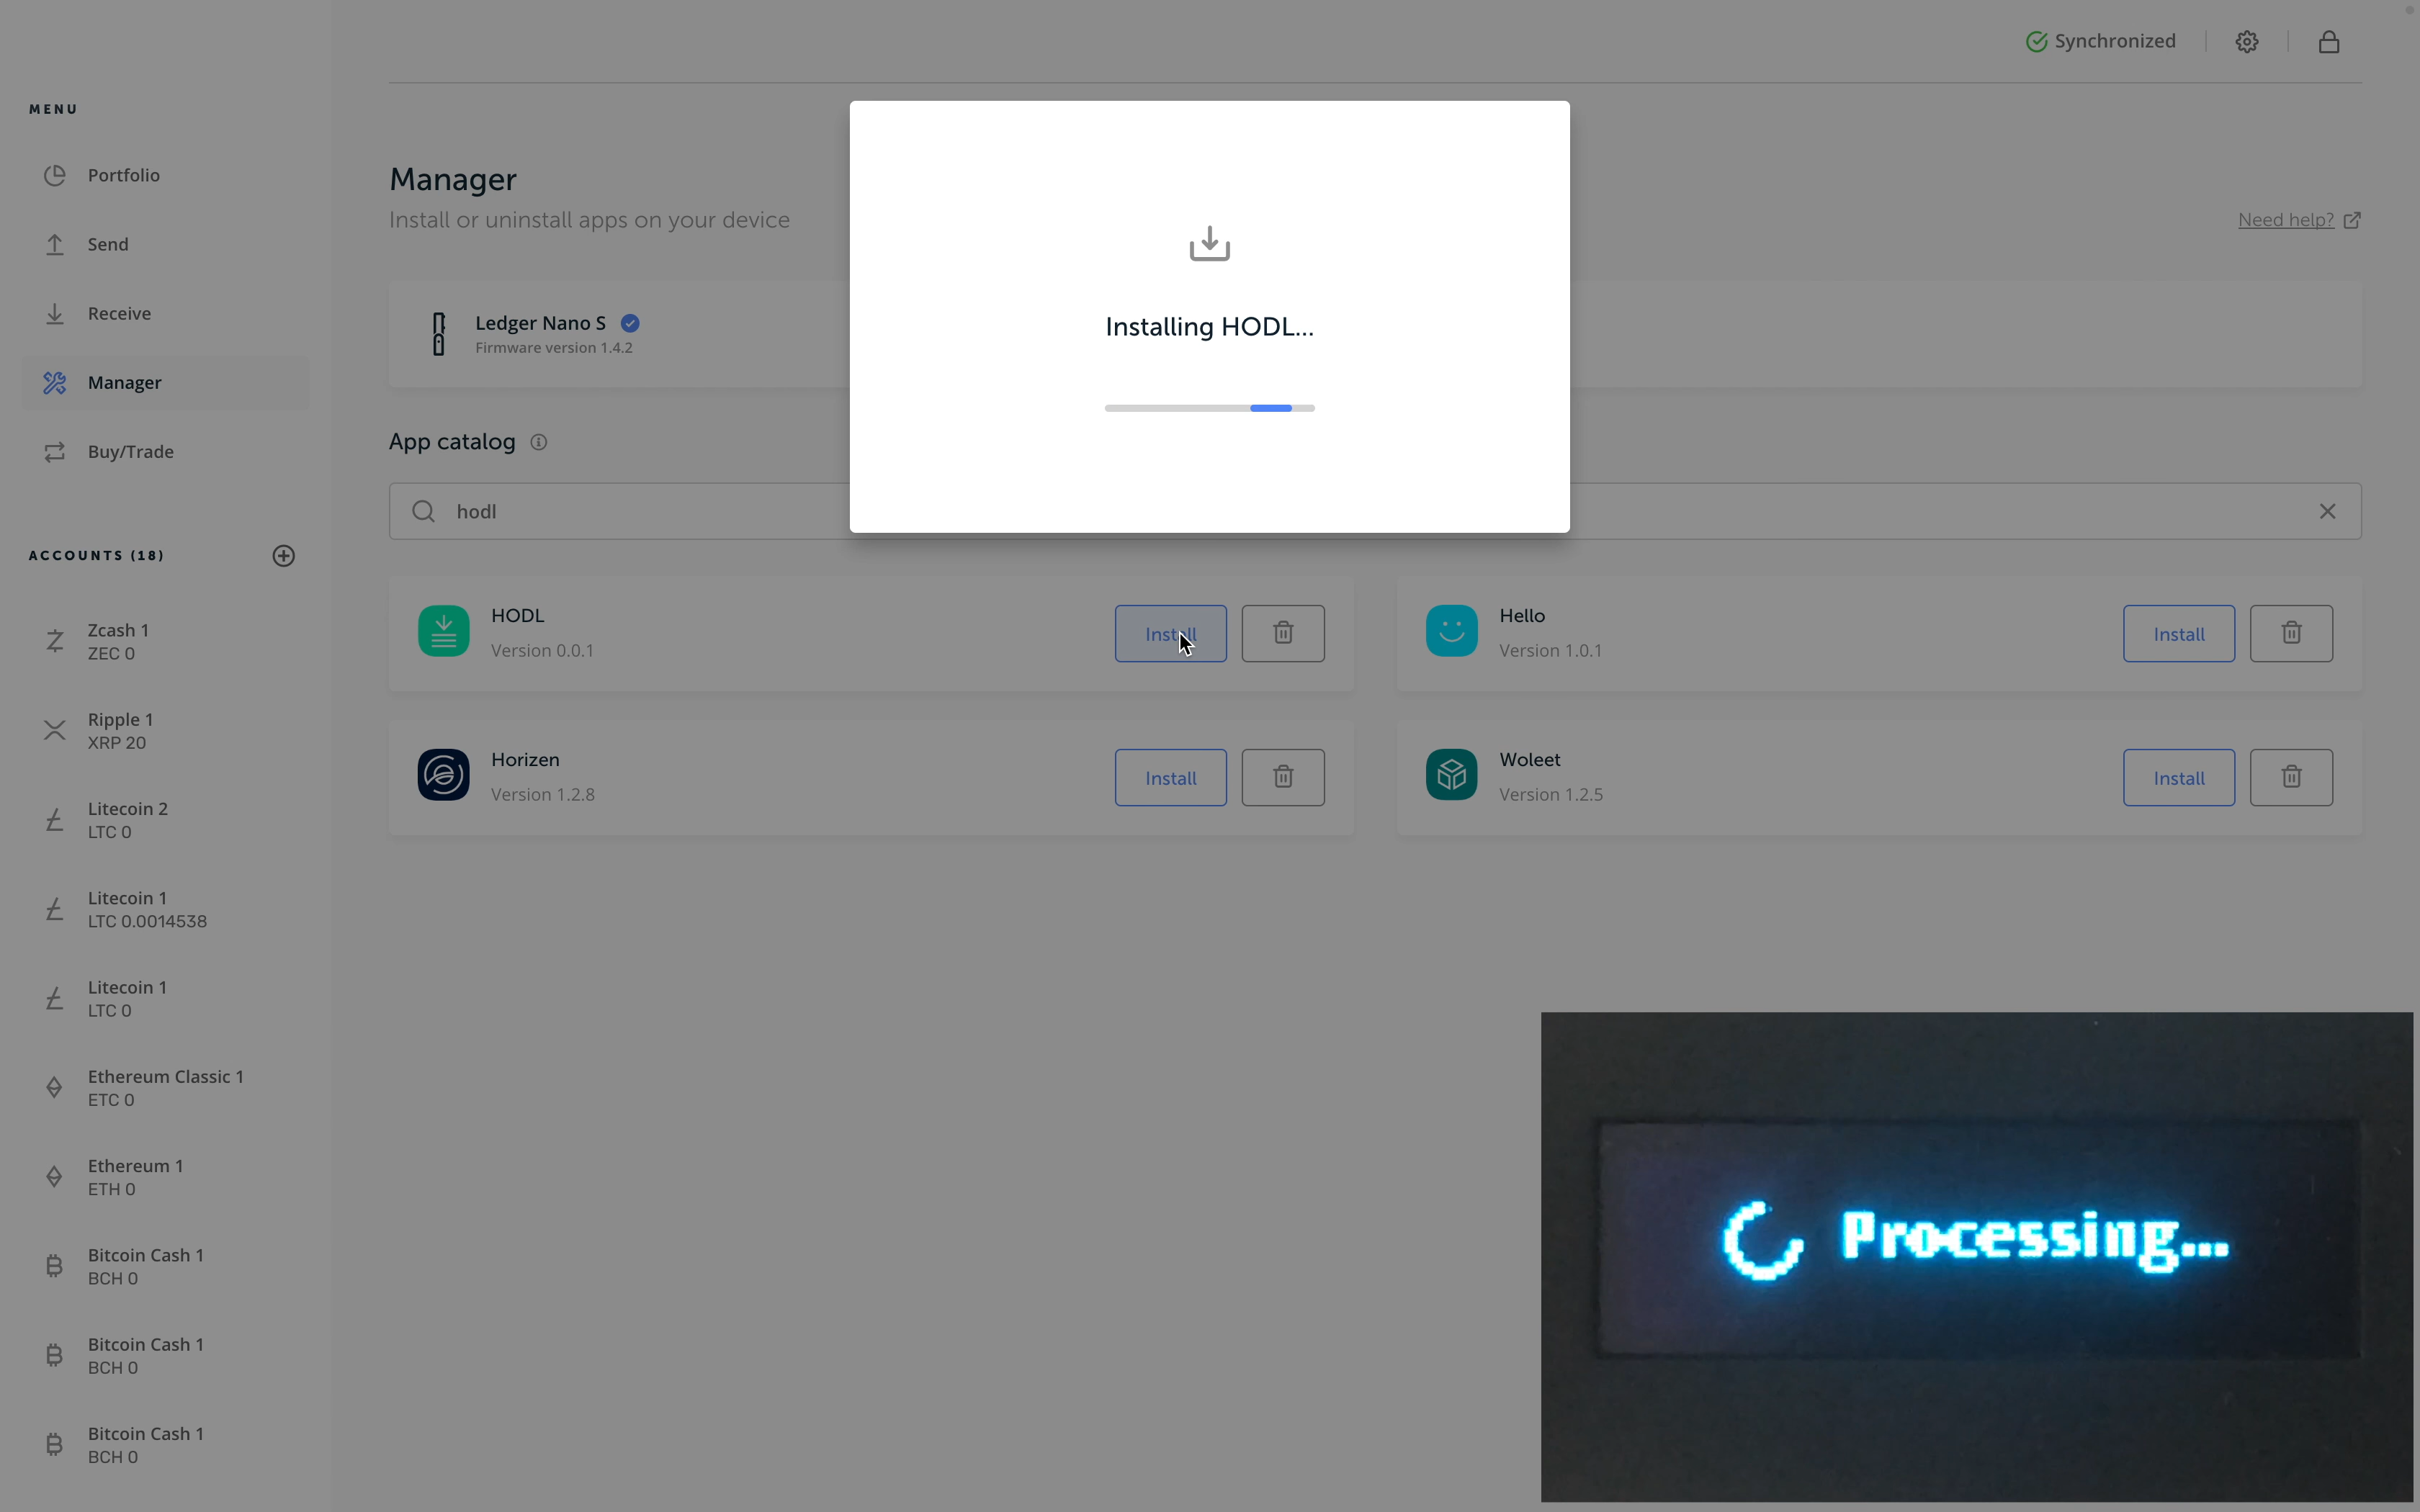 Synchronized
MENU
Portfolio
Send
Receive
Manager
Buy/Trade
ACCOUNTS (18)
Zcash 1
ZEC 0
Ripple 1
XRP 20
Litecoin 2
LTC 0
Litecoin 1
LTC 0.0014538
Litecoin 1
LTC 0
Ethereum Classic 1
ETC 0
Ethereum 1
ETH 0
Bitcoin Cash 1
BCH 0
Bitcoin Cash 1
BCH 0
Bitcoin Cash 1
BCH 0
Manager
Install or uninstall apps on your device
Need help?
Ledger Nano S
Firmware version 1.4.2
Installing HODL...
App catalog
hodl
HODL
Version 0.0.1
Install
Hello
Version 1.0.1
Install
Horizen
Version 1.2.8
Install
Woleet
Version 1.2.5
Install
Processing...